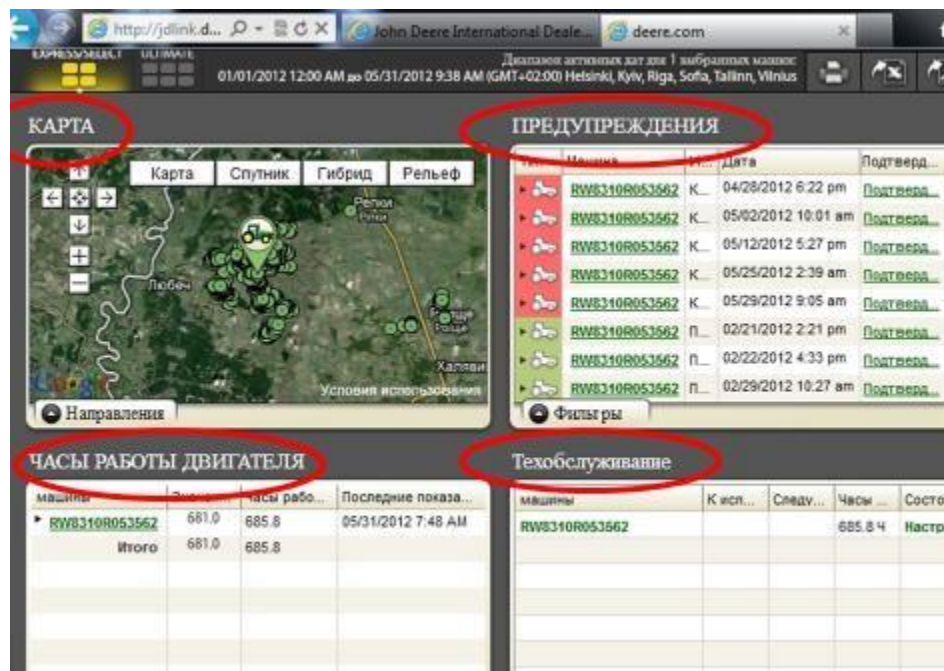 http://jdlink.d...
John Deere International Deale...
deere.com
EXPRESS/SELECT
ULTIMATE
Диапазон активных дат для 1 выбранных машин:
01/01/2012 12:00 AM по 05/31/2012 9:38 AM (GMT+02:00) Helsinki, Kyiv, Riga, Sofia, Tallinn, Vilnius
КАРТА
Карта Спутник Гибрид Рельеф
Репки
Ріпки
Любеч
Роище
Халяви
Google
Условия использования
Направления
ПРЕДУПРЕЖДЕНИЯ
Машина И... Дата Подтверд...
RW8310R053562 К... 04/28/2012 6:22 pm Подтверд...
RW8310R053562 К... 05/02/2012 10:01 am Подтверд...
RW8310R053562 К... 05/12/2012 5:27 pm Подтверд...
RW8310R053562 К... 05/25/2012 2:39 am Подтверд...
RW8310R053562 К... 05/29/2012 9:05 am Подтверд...
RW8310R053562 П... 02/21/2012 2:21 pm Подтверд...
RW8310R053562 П... 02/22/2012 4:33 pm Подтверд...
RW8310R053562 П... 02/29/2012 10:27 am Подтверд...
Фильтры
ЧАСЫ РАБОТЫ ДВИГАТЕЛЯ
машины Часы рабо... Последние показа...
RW8310R053562 681,0 685.8 05/31/2012 7:48 AM
Итого 681,0 685.8
Техобслуживание
машины К исп... Следу... Часы ... Состо
RW8310R053562 685.8 Ч Настр